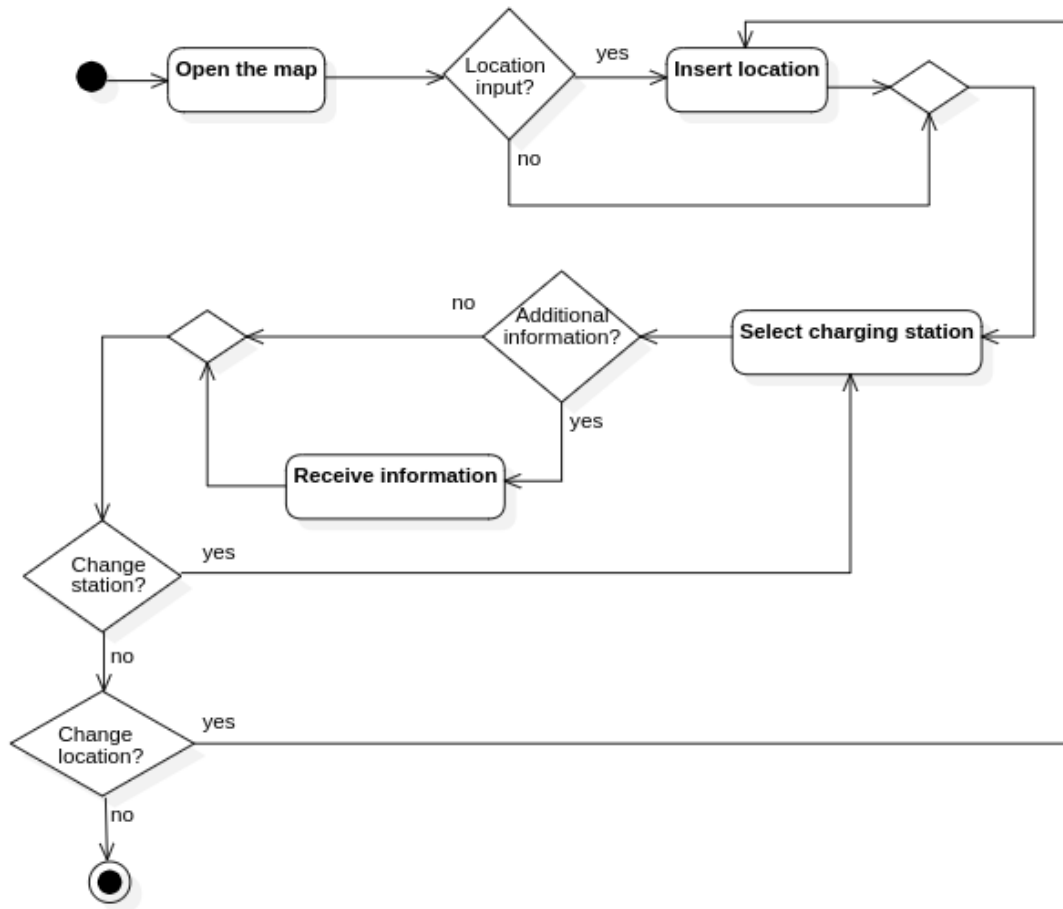 Open the map
Location
input?
yes
Insert location
no
no
Additional
information?
Select charging station
yes
Receive information
Change
station?
yes
no
Change
location?
yes
no